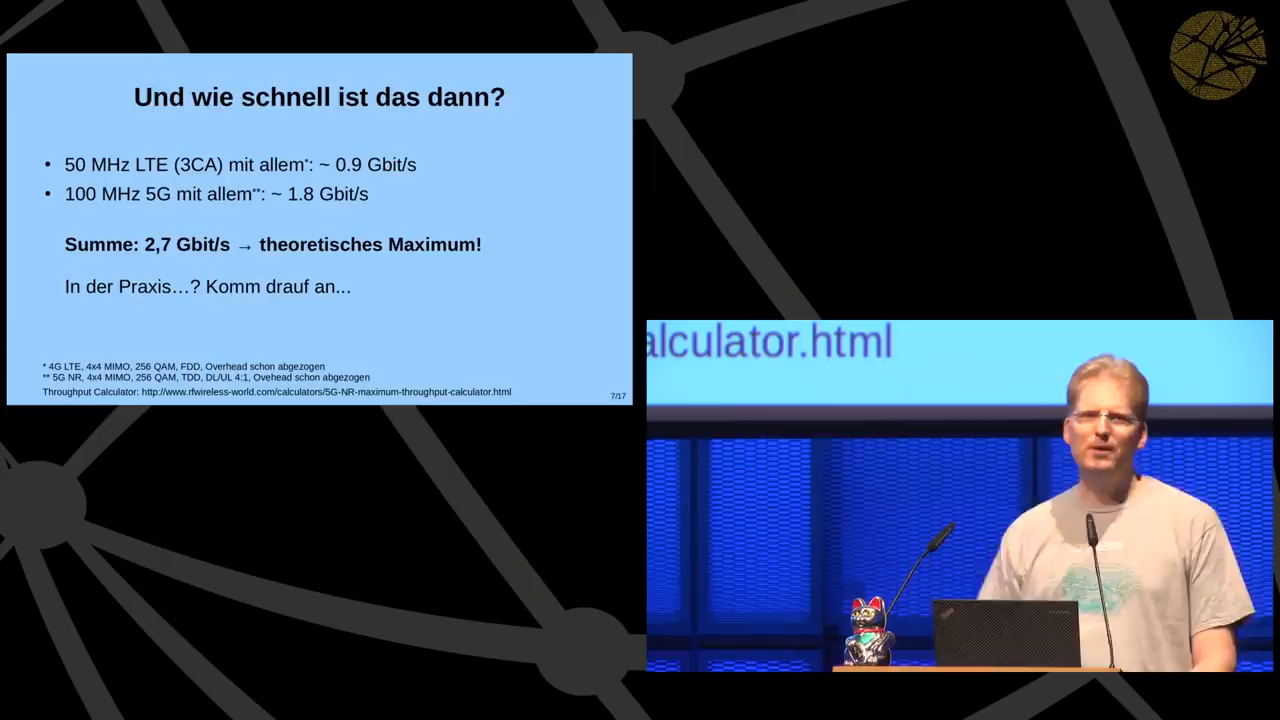 Und wie schnell ist das dann?
• 50 MHz LTE (3CA) mit allem*: ~ 0.9 Gbit/s
• 100 MHz 5G mit allem**: ~ 1.8 Gbit/s
Summe: 2,7 Gbit/s → theoretisches Maximum!
In der Praxis…? Komm drauf an...
* 4G LTE, 4x4 MIMO, 256 QAM, FDD, Overhead schon abgezogen
** 5G NR, 4x4 MIMO, 256 QAM, TDD, DL/UL 4:1, Ovehead schon abgezogen
Throughput Calculator: http://www.rfwireless-world.com/calculators/5G-NR-maximum-throughput-calculator.html
7/17
alculator.html